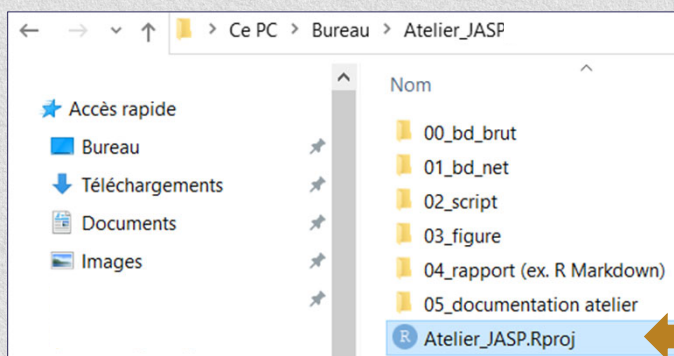 Ce PC > Bureau > Atelier_JASP
Nom
Accès rapide
00_bd_brut
Bureau
01_bd_net
Téléchargements
02_script
Documents
03_figure
Images
04_rapport (ex. R Markdown)
05_documentation atelier
R Atelier_JASP.Rproj